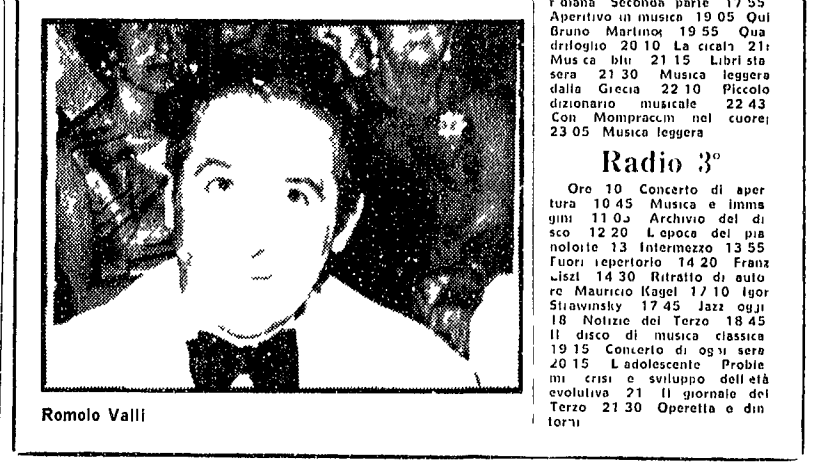 Romolo Valli
diana Seconda parte 17 55
Aperitivo in musica 19 05 Qui
Bruno Martino; 19 55 Qua
driloglio 20 10 La cicala 21:
Mus ca blu 21 15 Libri sta
sera 21 30 Musica leggera
dalla Grecia 22 10 Piccolo
dizionario musicale 22 43
Con Mompracem nel cuore;
23 05 Musica leggera
Radio 3°
Ore 10 Concerto di aper
tura 10 45 Musica e imma
gini 11 05 Archivio del di
sco 12 20 L epoca del pia
noforte 13 Intermezzo 13 55
Fuori repertorio 14 20 Franz
Liszt 14 30 Ritratto di auto
re Mauricio Kagel 17 10 Igor
Strawinsky 17 45 Jazz oggi
18 Notizie del Terzo 18 45
Il disco di musica classica
19 15 Concerto di ogni sera
20 15 L adolescente Proble
mi crisi e sviluppo dell età
evolutiva 21 Il giornale del
Terzo 21 30 Operetta e din
torni